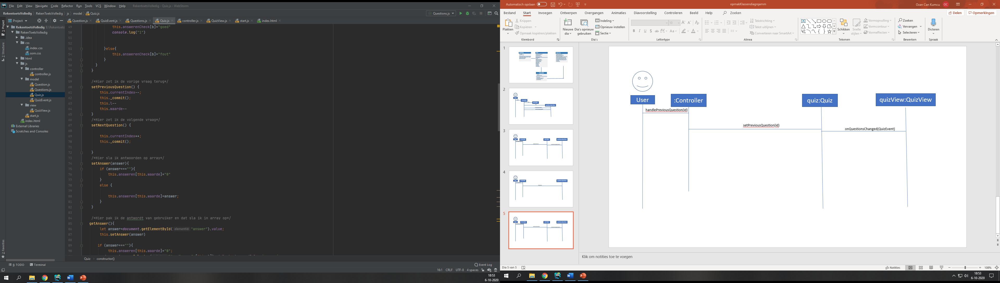 File Edit View Navigate Code Refactor Run Tools VCS Window Help RekentoetsVolledig - Quiz.js - WebStorm
RekentoetsVolledig RekenToetsVolledig js model Quiz.js Questions.js
Project Question.js QuizEvent.js Questions.js Quiz.js controller.js QuizView.js start.js index.html
1: Project
Z: Structure
2: Favorites
RekentoetsVolledig E:\Rekentoets
RekenToetsVolledig
.idea
css
index.css
som.css
html
js
controller
controller.js
model
Question.js
Questions.js
Quiz.js
QuizEvent.js
view
QuizView.js
start.js
index.html
External Libraries
Scratches and Consoles
49 this.answerenCheck[b]="goed"
50 console.log("1")
51
52
53 }else{
54 this.answerenCheck[b]="fout"
55 }
56 }
57 }
58
59 /*Hier zet ik de vorige vraag terug*/
60 setPreviousQuestion() {
61 this.currentIndex--;
62 this._commit();
63 this.l--
64 this.waarde--
65 }
66 /*Hier zet ik de volgende vraag*/
67 setNextQuestion() {
68
69 this.currentIndex++;
70 this._commit();
71
72 }
73 /*Hier sla ik antwoorden op array*/
74 setAnswer(answer){
75 if (answer===""){
76 this.answeren[this.waarde]="0"
77 }
78 else {
79
80 this.answeren[this.waarde]=answer;
81 }
82 }
83
84 /*Hier pak ik de antwordt van gebruiker en dat sla ik in array op*/
85 getAnswer(){
86 let answer=document.getElementById( elementId: "answer").value;
87 this.setAnswer(answer)
88
89 if (answer===""){
90 this.answeren[this.waarde]="0";
Quiz constructor()
6: TODO Terminal Event Log
16:1 CRLF UTF-8 4 spaces
18:53
6-10-2020
Automatisch opslaan opmakKlassendiagrqamm Ozan Can Kumcu OC
Bestand Start Invoegen Ontwerpen Overgangen Animaties Diavoorstelling Controleren Beeld Help Zoeken Delen Opmerkingen
Plakken
Knippen
Kopiëren
Opmaak kopiëren/plakken
Klembord
Nieuwe dia
Dia's opnieuw gebruiken
Indeling
Opnieuw instellen
Sectie
Dia's
10
B I U S ab AV Aa A
Lettertype
Tekstrichting
Tekst uitlijnen
Converteren naar SmartArt
Alinea
Schikken
Snelle stijlen
Vormopvulling
Vormcontour
Vormeffecten
Tekenen
Zoeken
Vervangen
Selecteren
Bewerken
Dicteren
Spraak
1
2
3
4
5
User
:Controller
quiz:Quiz
quizView:QuizView
handlePreviousQuestion(id)
setPreviousQuestion(id)
onQuestionsChanged(QuizEvent)
Klik om notities toe te voegen
Dia 5 van 5 Notities 108%
18:53
6-10-2020